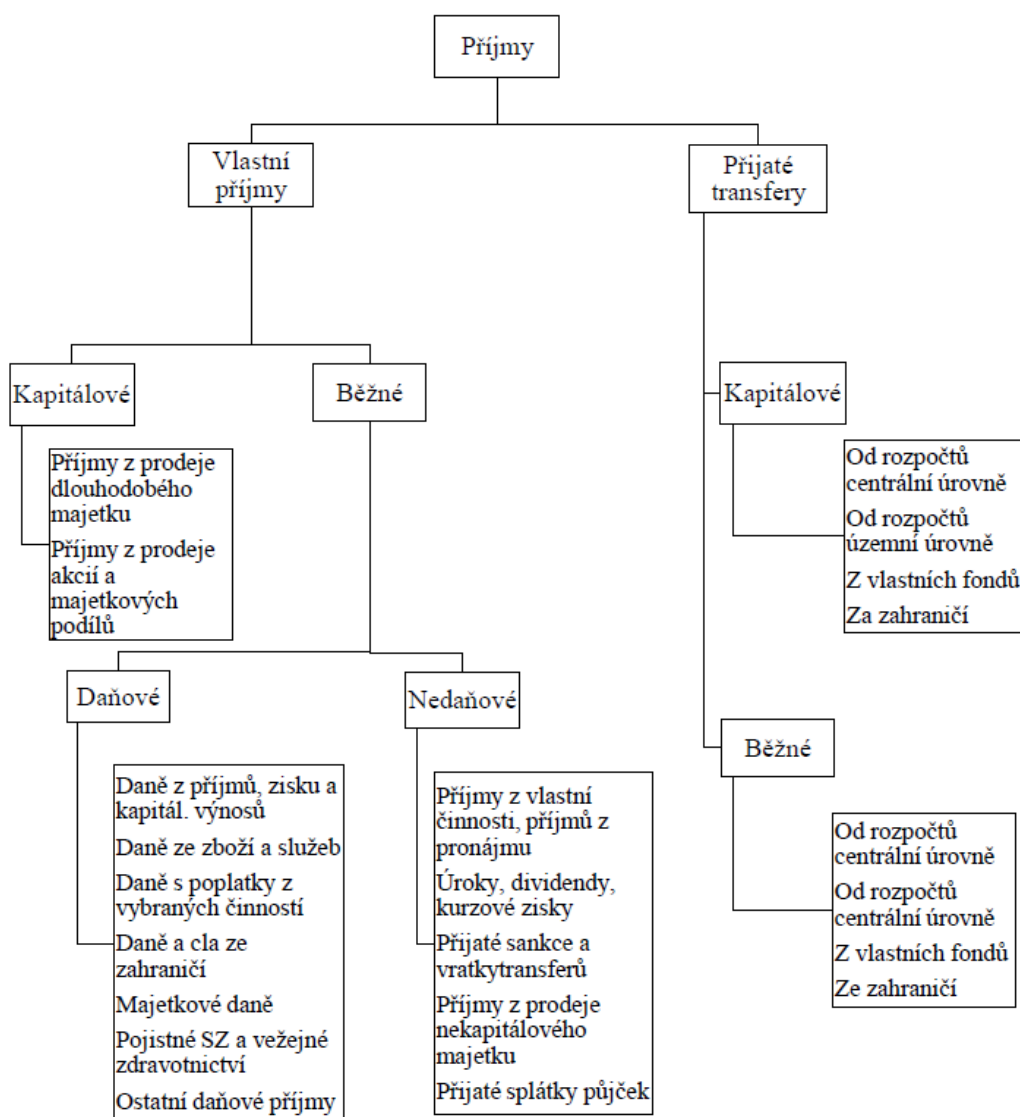 Příjmy
Vlastní
příjmy
Přijaté
transfery
Kapitálové
Běžné
Kapitálové
Příjmy z prodeje
dlouhodobého
majetku
Příjmy z prodeje
akcií a
majetkových
podílů
Od rozpočtů
centrální úrovně
Od rozpočtů
územní úrovně
Z vlastních fondů
Za zahraničí
Daňové
Nedaňové
Běžné
Daně z příjmů, zisku a
kapitál. výnosů
Daně ze zboží a služeb
Daně s poplatky z
vybraných činností
Daně a cla ze
zahraničí
Majetkové daně
Pojistné SZ a vežejné
zdravotnictví
Ostatní daňové příjmy
Příjmy z vlastní
činnosti, příjmů z
pronájmu
Úroky, dividendy,
kurzové zisky
Přijaté sankce a
vratkytransferů
Příjmy z prodeje
nekapitálového
majetku
Přijaté splátky půjček
Od rozpočtů
centrální úrovně
Od rozpočtů
centrální úrovně
Z vlastních fondů
Ze zahraničí